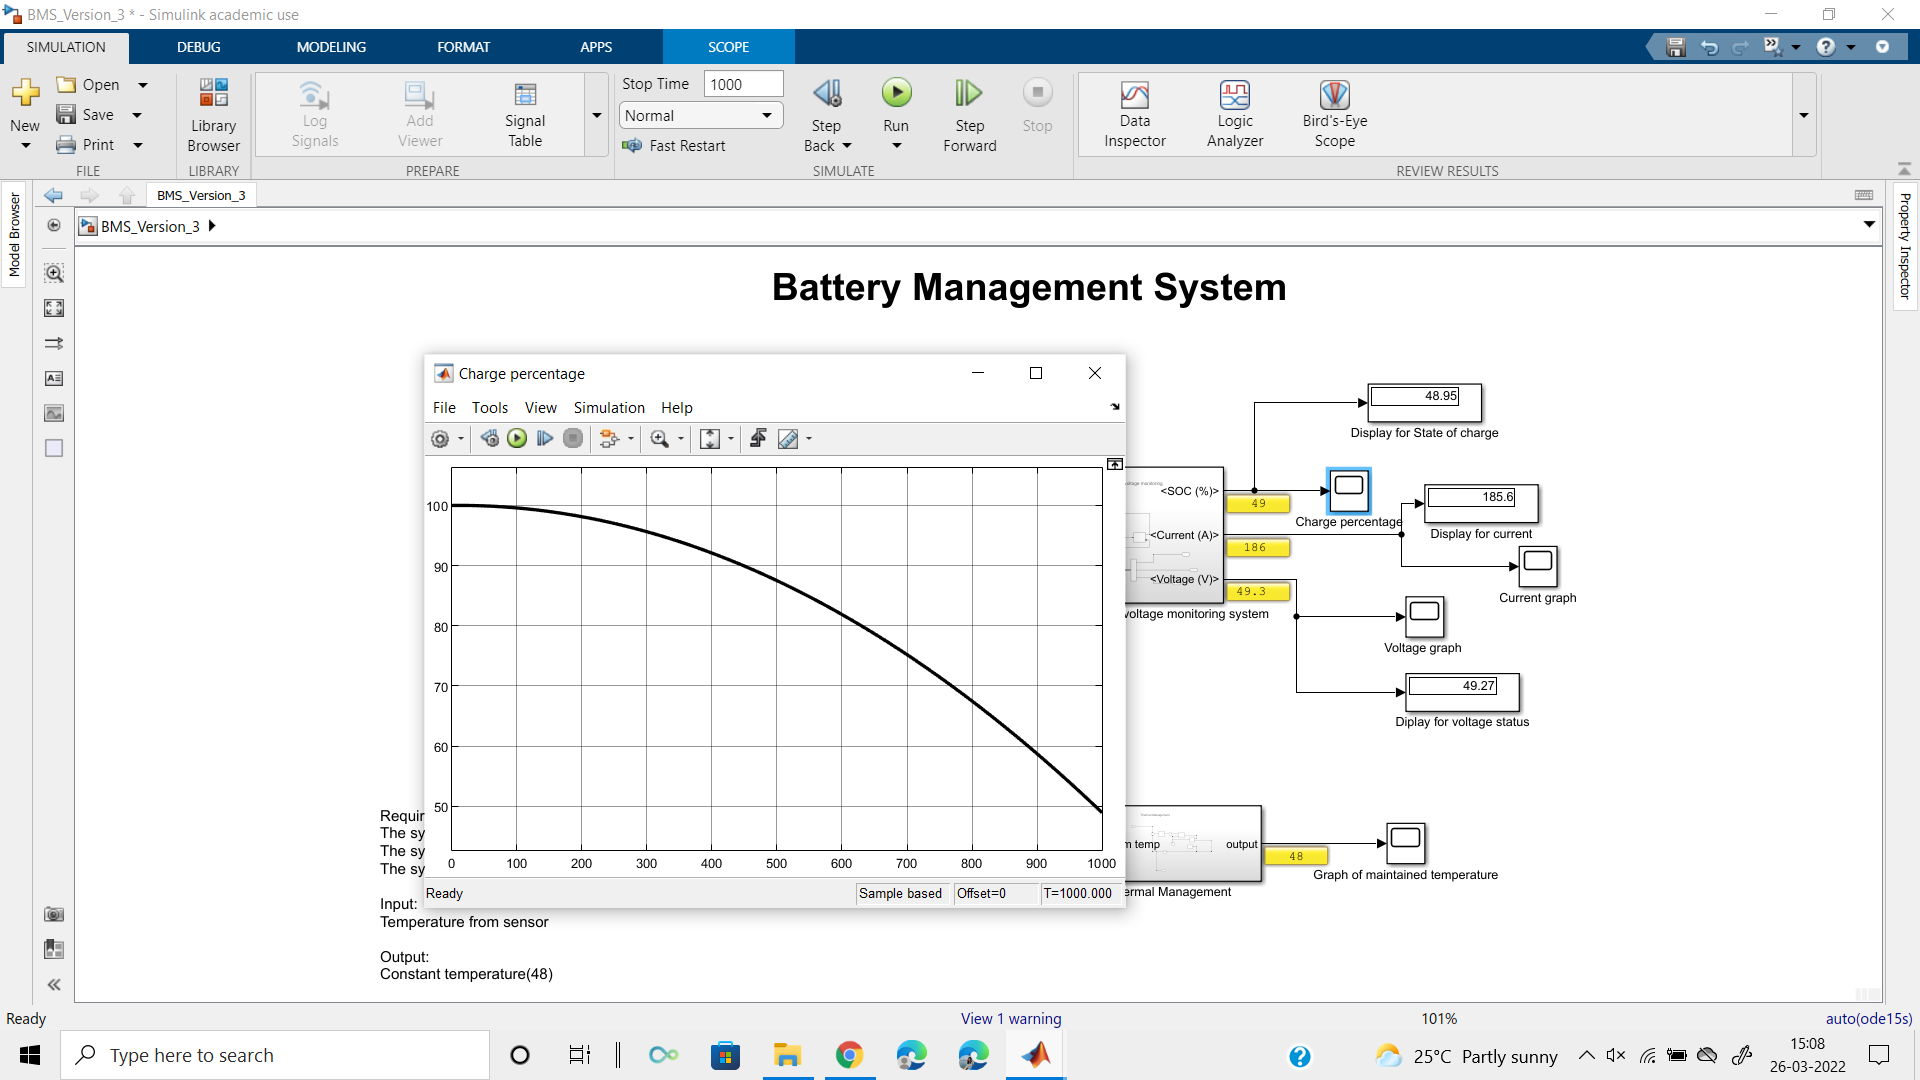 BMS_Version_3 * - Simulink academic use
SIMULATION
DEBUG
MODELING
FORMAT
APPS
SCOPE
New
Open
Save
Print
FILE
Library
Browser
LIBRARY
Log
Signals
Add
Viewer
Signal
Table
PREPARE
Stop Time 1000
Normal
Fast Restart
Step
Back
Run
Step
Forward
Stop
SIMULATE
Data
Inspector
Logic
Analyzer
Bird's-Eye
Scope
REVIEW RESULTS
Model Browser
BMS_Version_3
BMS_Version_3
Property Inspector
Battery Management System
Charge percentage
File Tools View Simulation Help
100
90
80
70
60
50
0 100 200 300 400 500 600 700 800 900 1000
Ready
Sample based
Offset=0
T=1000.000
48.95
Display for State of charge
<SOC (%)>
49
Charge percentage
185.6
Display for current
<Current (A)>
186
Current graph
<Voltage (V)>
49.3
voltage monitoring system
Voltage graph
49.27
Diplay for voltage status
m temp
output
48
Graph of maintained temperature
ermal Management
Requir
The sy
The sy
The sy
Input:
Temperature from sensor
Output:
Constant temperature(48)
Ready
View 1 warning
101%
auto(ode15s)
Type here to search
25°C Partly sunny
15:08
26-03-2022